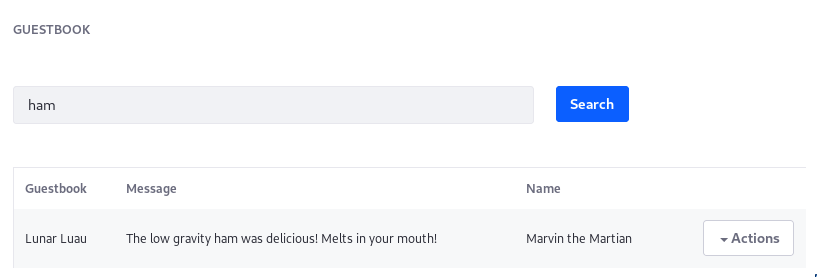 GUESTBOOK
ham Search
Guestbook Message Name
Lunar Luau The low gravity ham was delicious! Melts in your mouth! Marvin the Martian Actions